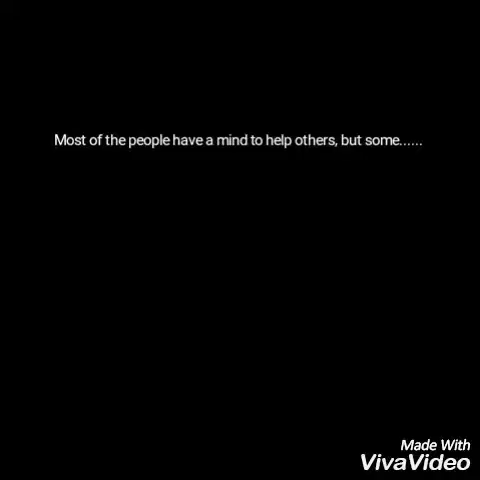 Most of the people have a mind to help others, but some......
Made With
VivaVideo